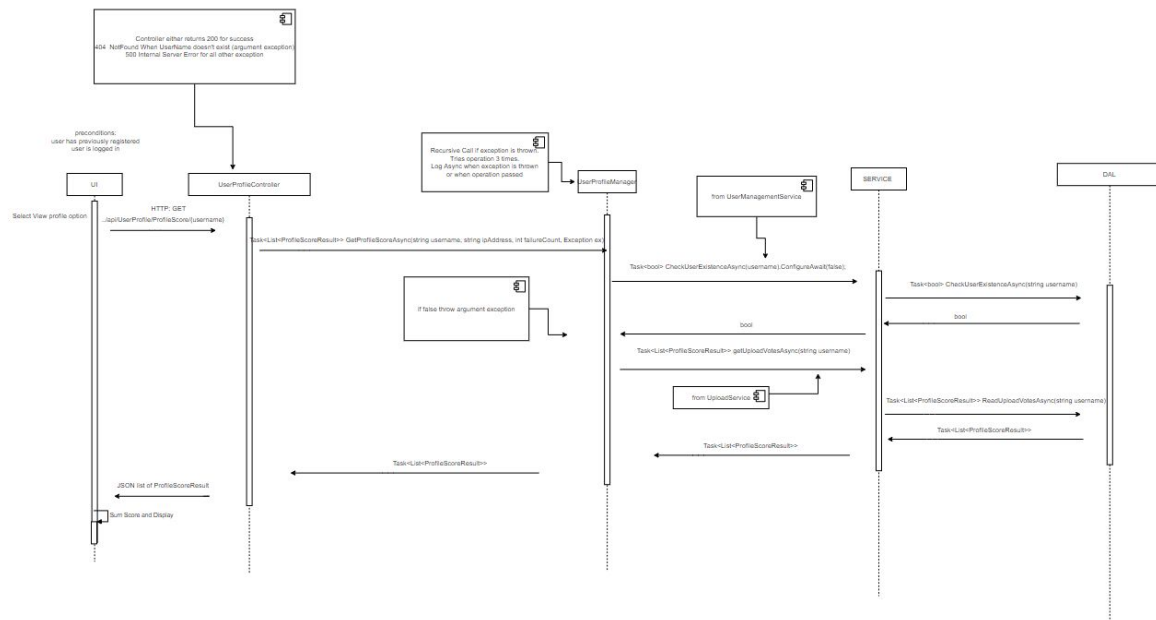 Controller either returns 200 for success
404 NotFound When UserName doesn't exist (argument exception)
500 Internal Server Error for all other exception
preconditions:
user has previously registered
user is logged in
Recursive Call if exception is thrown.
Tries operation 3 times.
Log Async when exception is thrown
or when operation passed
UI
UserProfileController
UserProfileManager
SERVICE
DAL
from UserManagementService
Select View profile option
HTTP: GET
../api/UserProfile/ProfileScore/{username}
Task<List<ProfileScoreResult>> GetProfileScoreAsync(string username, string ipAddress, int failureCount, Exception ex)
Task<bool> CheckUserExistenceAsync(username).ConfigureAwait(false);
Task<bool> CheckUserExistenceAsync(string username)
if false throw argument exception
bool
bool
Task<List<ProfileScoreResult>> getUploadVotesAsync(string username)
from UploadService
Task<List<ProfileScoreResult>> ReadUploadVotesAsync(string username)
Task<List<ProfileScoreResult>>
Task<List<ProfileScoreResult>>
Task<List<ProfileScoreResult>>
JSON list of ProfileScoreResult
Sum Score and Display